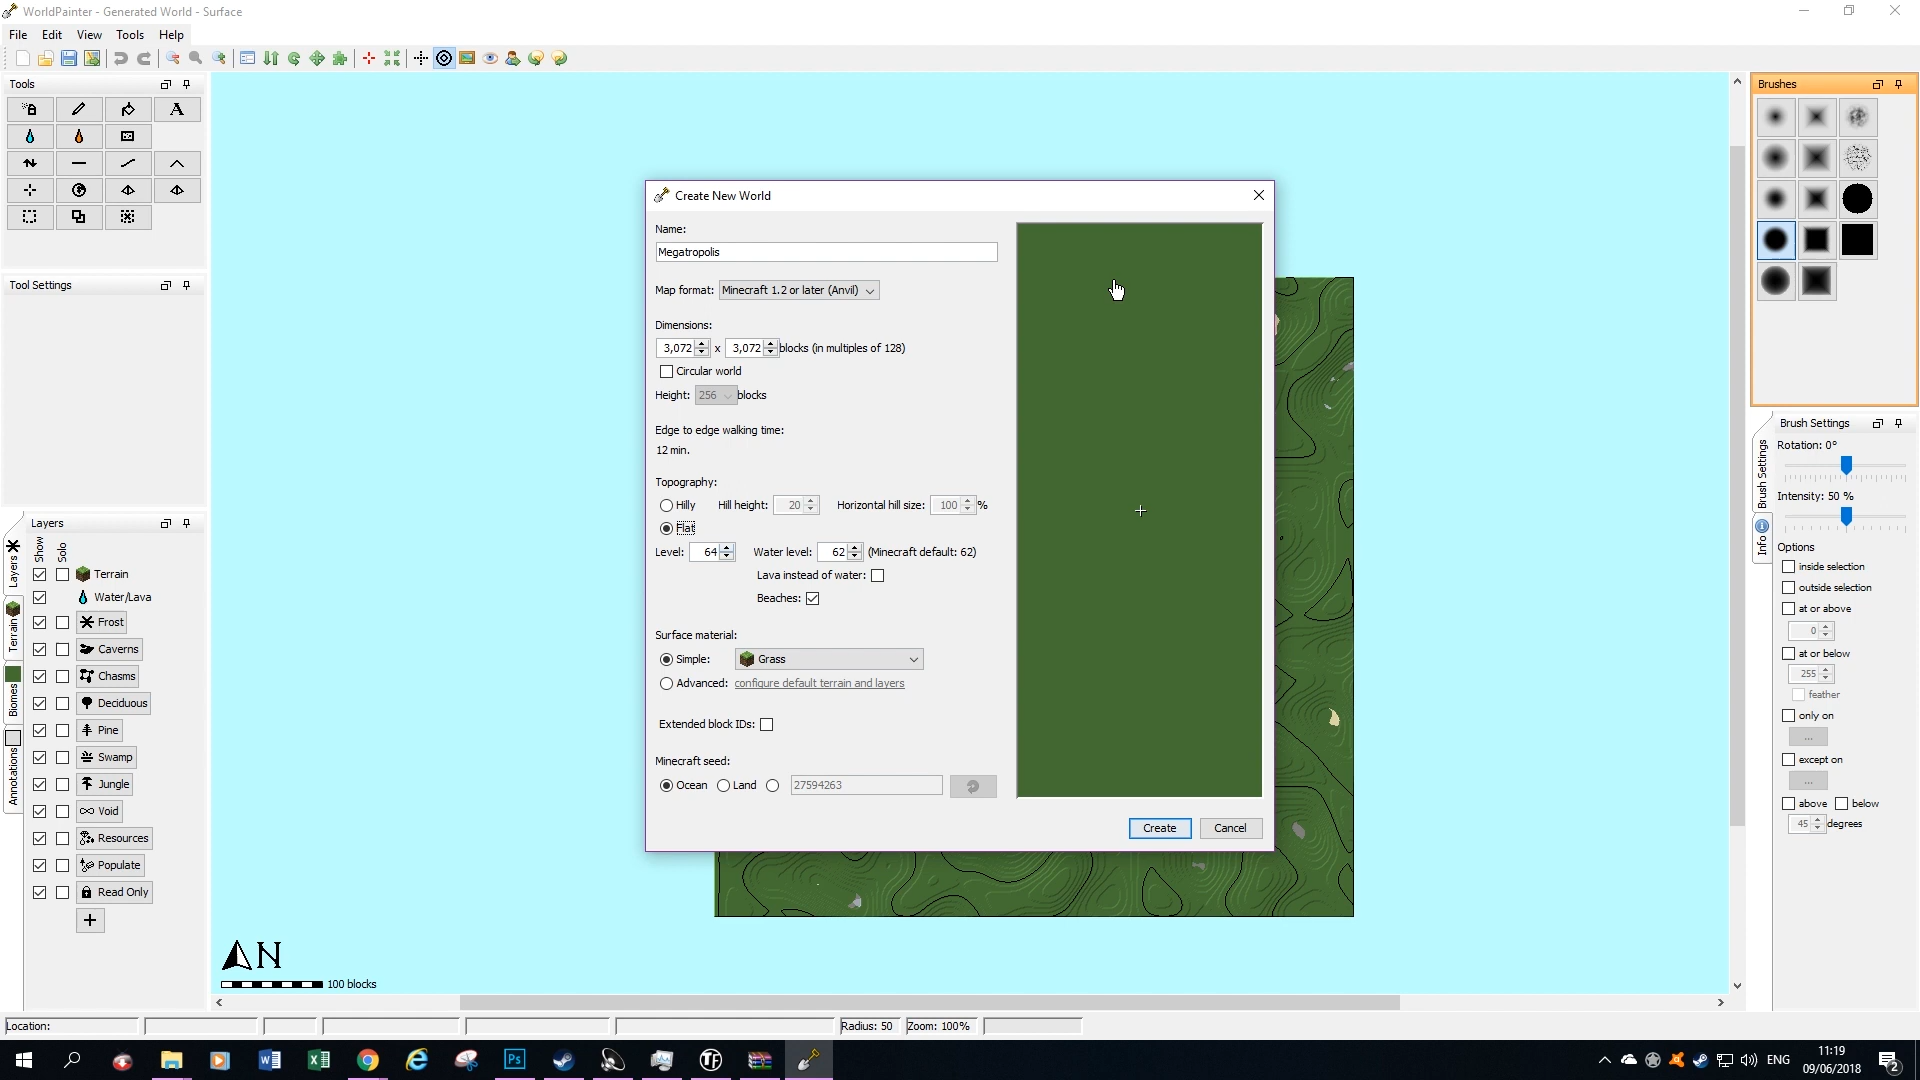 WorldPainter - Generated World - Surface
File Edit View Tools Help
Tools
A
Tool Settings
Layers
Show Solo
Layers
Terrain
Biomes
Annotations
Terrain
Water/Lava
Frost
Caverns
Chasms
Deciduous
Pine
Swamp
Jungle
Void
Resources
Populate
Read Only
N
100 blocks
Create New World
Name:
Megatropolis
Map format: Minecraft 1.2 or later (Anvil)
Dimensions:
3,072 x 3,072 blocks (in multiples of 128)
Circular world
Height: 256 blocks
Edge to edge walking time:
12 min.
Topography:
Hilly Hill height: 20 Horizontal hill size: 100 %
Flat
Level: 64 Water level: 62 (Minecraft default: 62)
Lava instead of water:
Beaches:
Surface material:
Simple: Grass
Advanced: configure default terrain and layers
Extended block IDs:
Minecraft seed:
Ocean Land 27594263
Create Cancel
Brushes
Brush Settings
Brush Settings
Info
Rotation: 0°
Intensity: 50 %
Options
inside selection
outside selection
at or above
0
at or below
255
feather
only on
...
except on
...
above below
45 degrees
Location: Radius: 50 Zoom: 100%
Ps TF ENG 11:19
09/06/2018 2